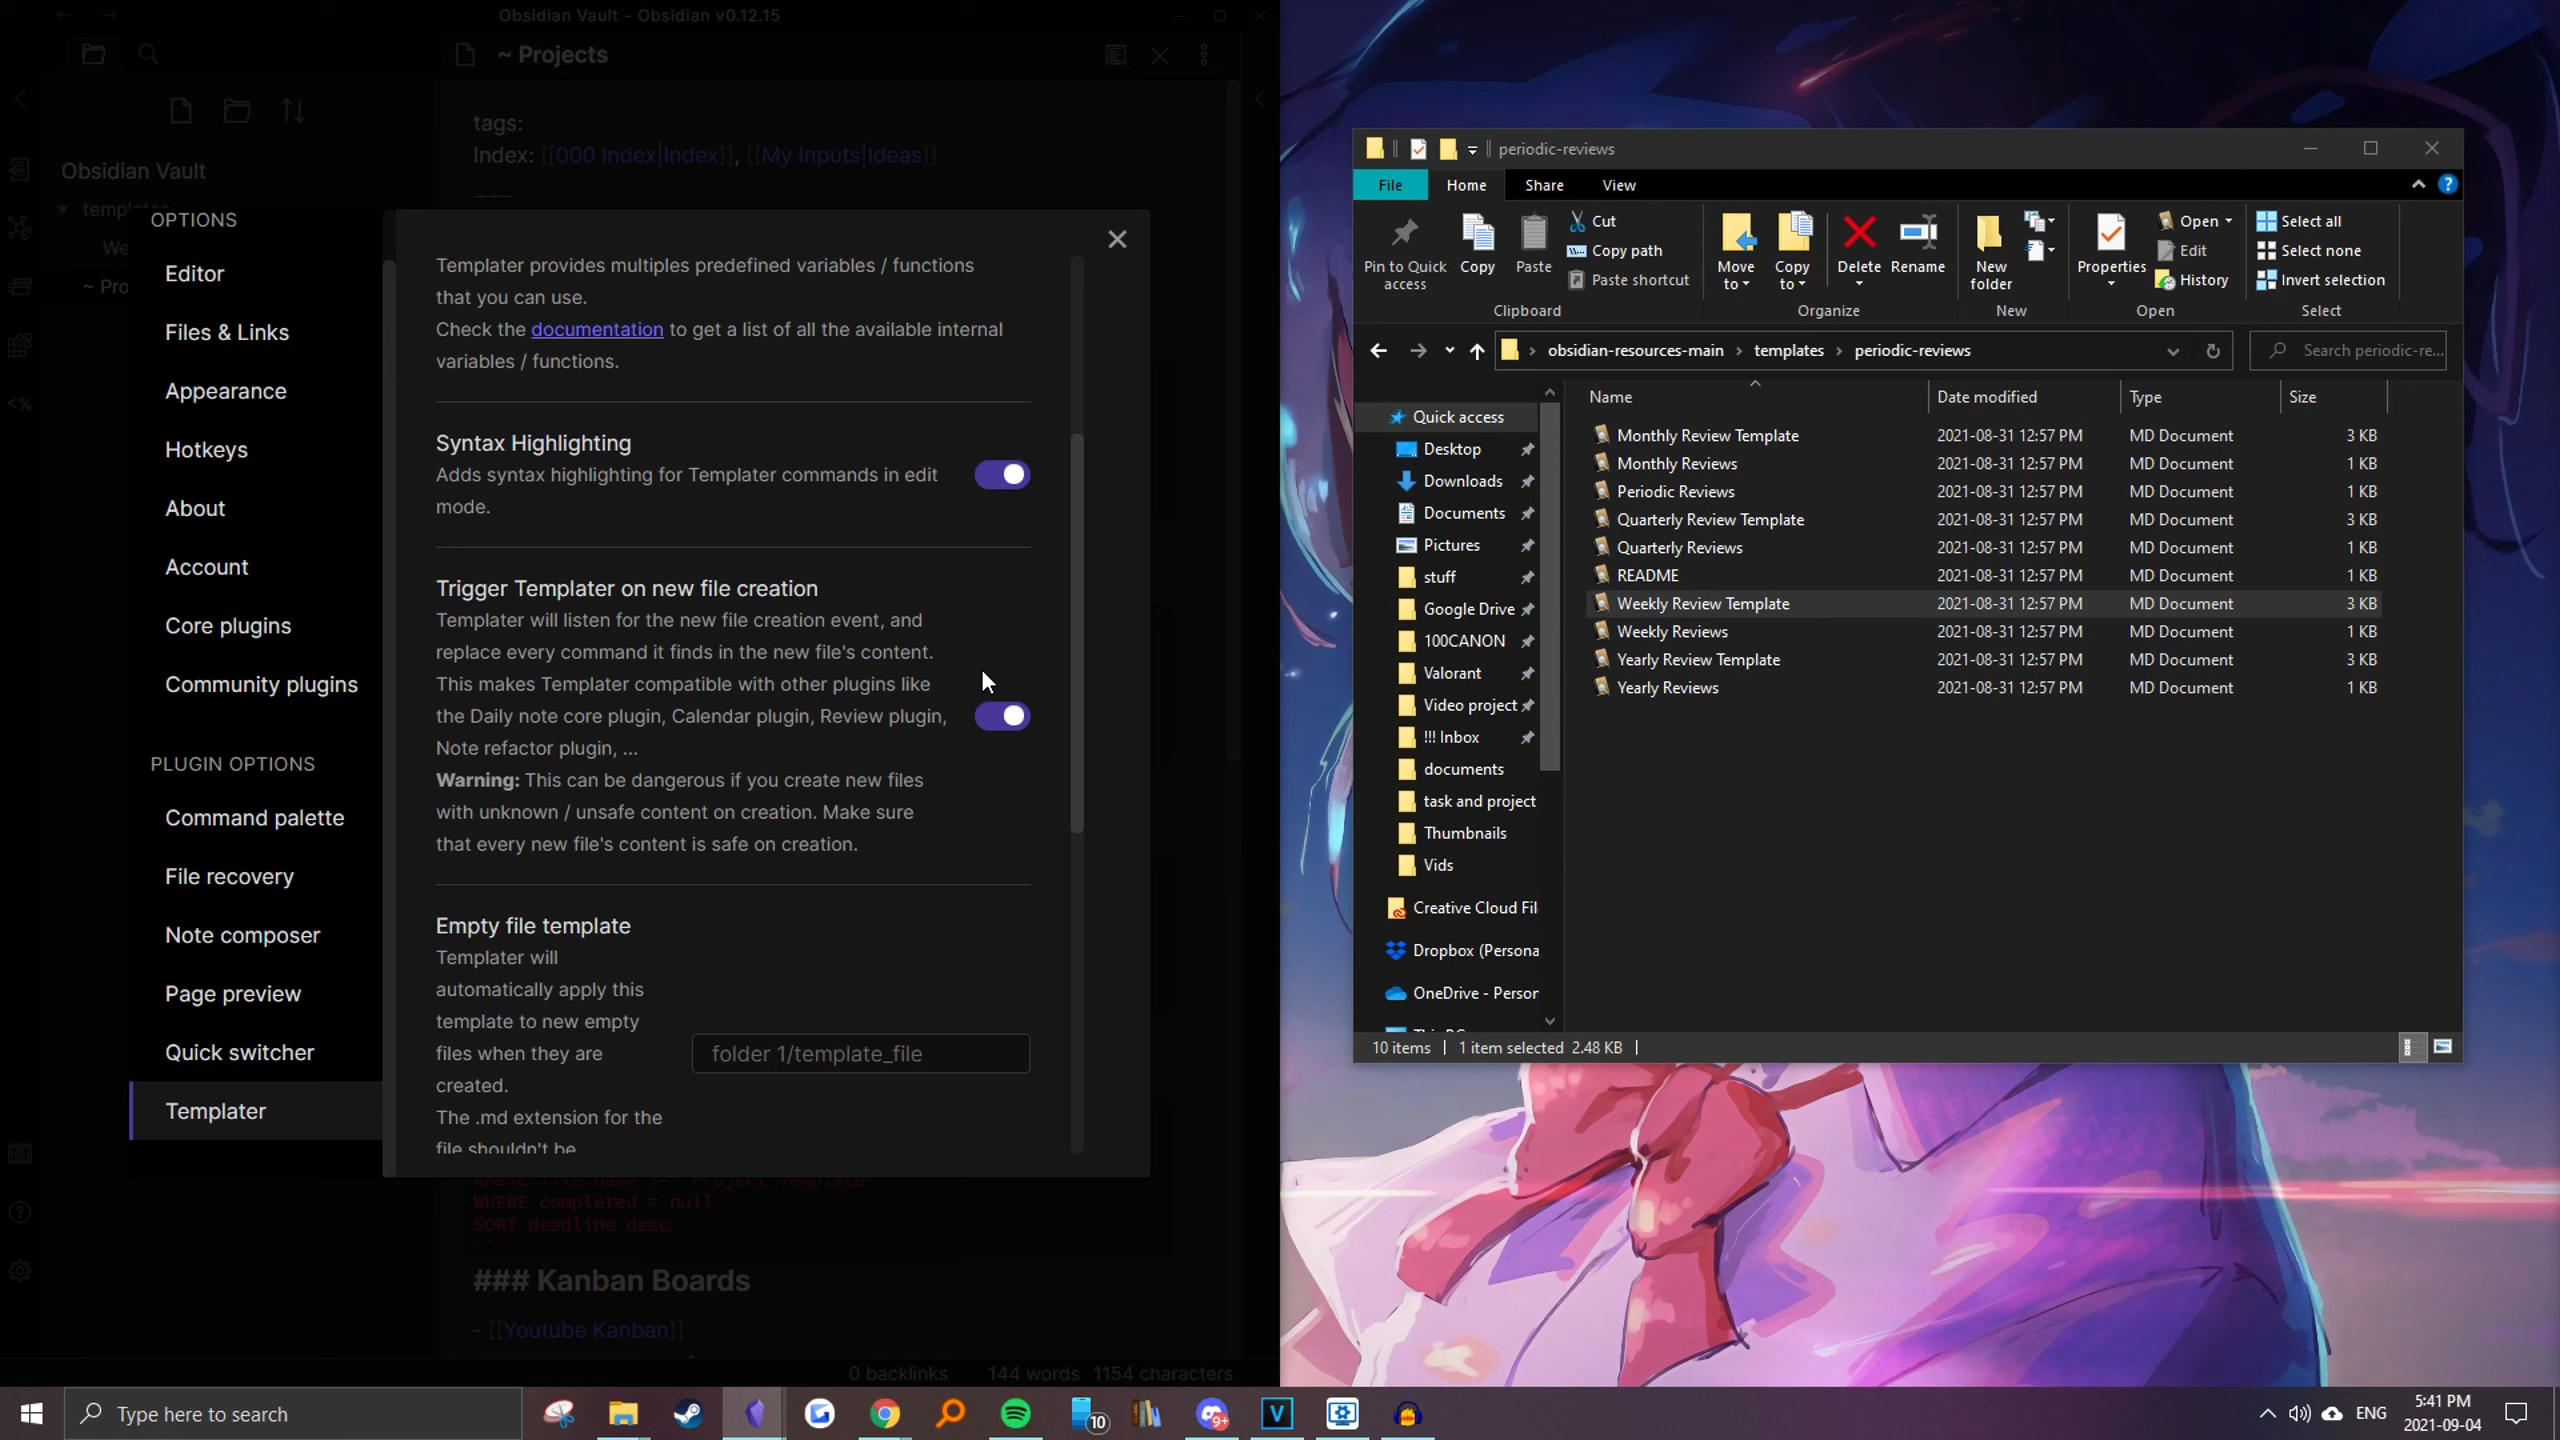 Obsidian Vault - Obsidian v0.12.15
~ Projects
tags:
Index: [[000 Index|Index]], [[My Inputs|Ideas]]
---
Obsidian Vault
We
~ Pro
OPTIONS
Editor
Files & Links
Appearance
Hotkeys
About
Account
Core plugins
Community plugins
PLUGIN OPTIONS
Command palette
File recovery
Note composer
Page preview
Quick switcher
Templater
Templater provides multiples predefined variables / functions
that you can use.
Check the documentation to get a list of all the available internal
variables / functions.
Syntax Highlighting
Adds syntax highlighting for Templater commands in edit
mode.
Trigger Templater on new file creation
Templater will listen for the new file creation event, and
replace every command it finds in the new file's content.
This makes Templater compatible with other plugins like
the Daily note core plugin, Calendar plugin, Review plugin,
Note refactor plugin, ...
Warning: This can be dangerous if you create new files
with unknown / unsafe content on creation. Make sure
that every new file's content is safe on creation.
Empty file template
Templater will
automatically apply this
template to new empty
files when they are
created.
The .md extension for the
file shouldn't be
folder 1/template_file
WHERE completed = null
SORT deadline desc
```
### Kanban Boards
- [[Youtube Kanban]]
0 backlinks 144 words 1154 characters
periodic-reviews
File Home Share View
Pin to Quick access
Copy
Paste
Cut
Copy path
Paste shortcut
Clipboard
Move to
Copy to
Delete
Rename
Organize
New folder
New
Properties
Open
Edit
History
Open
Select all
Select none
Invert selection
Select
obsidian-resources-main › templates › periodic-reviews
Search periodic-re...
Quick access
Desktop
Downloads
Documents
Pictures
stuff
Google Drive
100CANON
Valorant
Video project
!!! Inbox
documents
task and project
Thumbnails
Vids
Creative Cloud Fil
Dropbox (Persona
OneDrive - Person
Name Date modified Type Size
Monthly Review Template 2021-08-31 12:57 PM MD Document 3 KB
Monthly Reviews 2021-08-31 12:57 PM MD Document 1 KB
Periodic Reviews 2021-08-31 12:57 PM MD Document 1 KB
Quarterly Review Template 2021-08-31 12:57 PM MD Document 3 KB
Quarterly Reviews 2021-08-31 12:57 PM MD Document 1 KB
README 2021-08-31 12:57 PM MD Document 1 KB
Weekly Review Template 2021-08-31 12:57 PM MD Document 3 KB
Weekly Reviews 2021-08-31 12:57 PM MD Document 1 KB
Yearly Review Template 2021-08-31 12:57 PM MD Document 3 KB
Yearly Reviews 2021-08-31 12:57 PM MD Document 1 KB
10 items 1 item selected 2.48 KB
Type here to search
10
9+
V
ENG
5:41 PM
2021-09-04